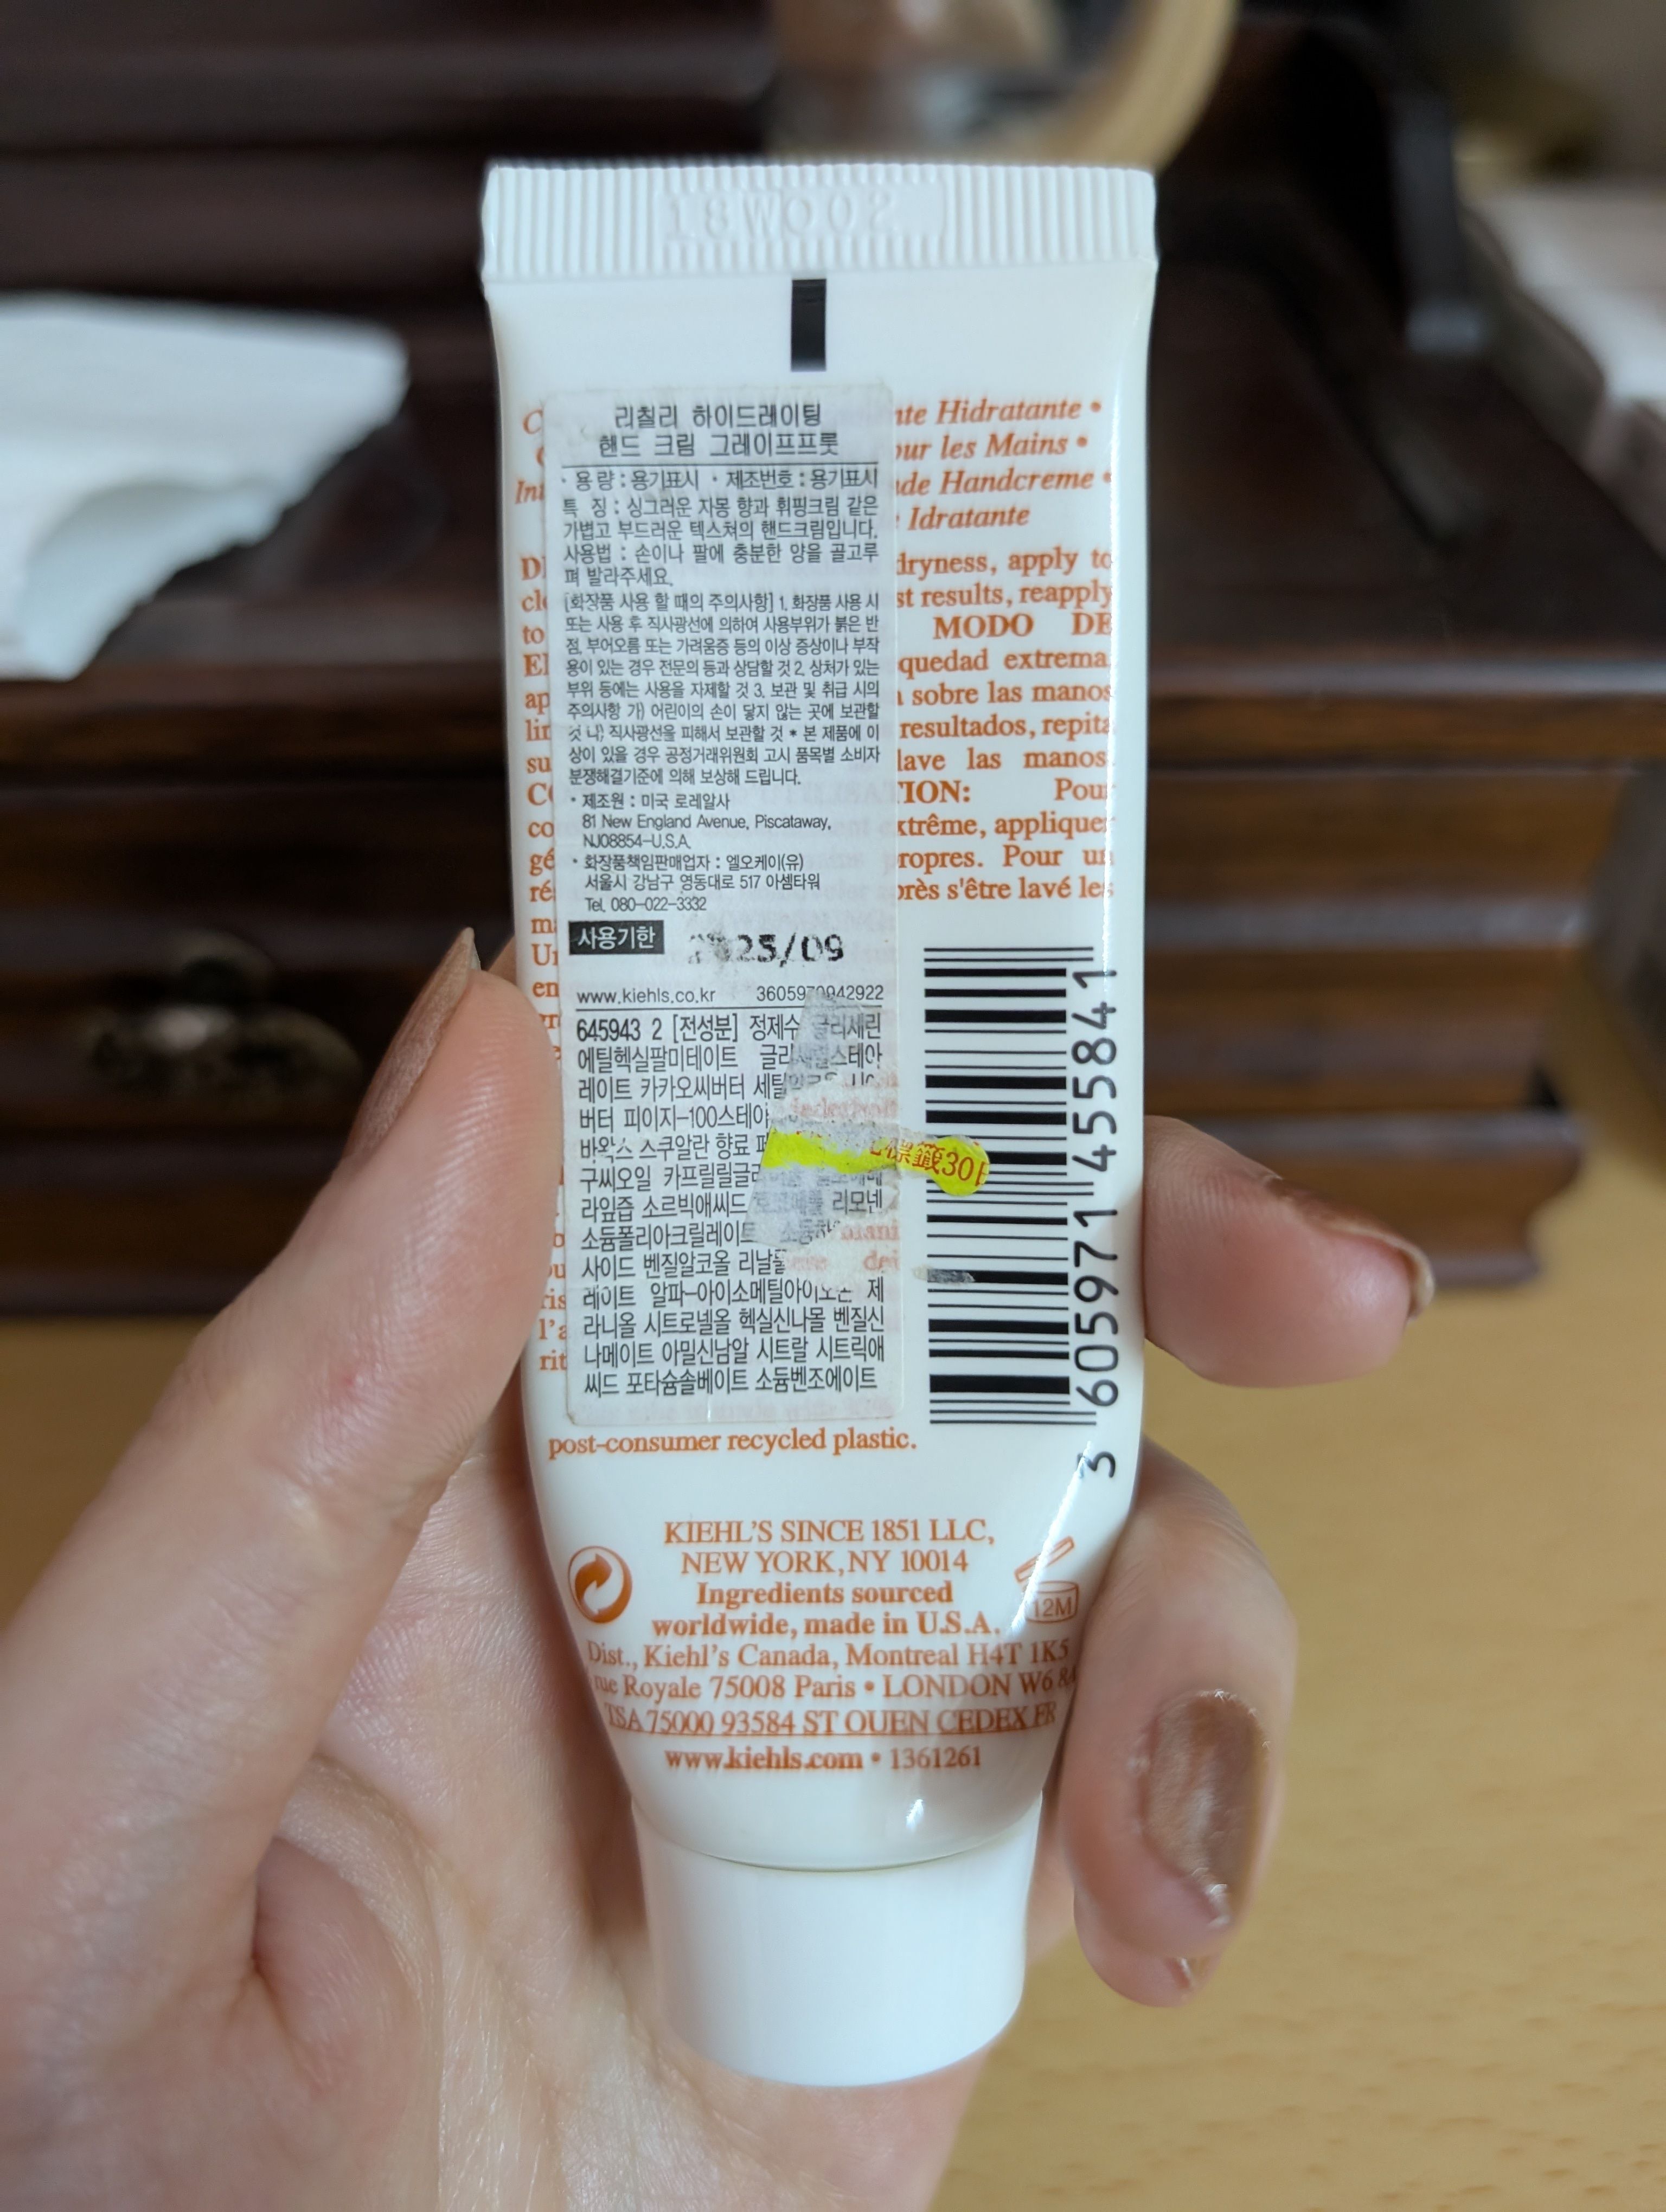 18W002
리칠리 하이드레이팅
핸드 크림 그레이프프룻
· 용량 : 용기표시 · 제조번호 : 용기표시
특 징 : 싱그러운 자몽 향과 휘핑크림 같은
가볍고 부드러운 텍스쳐의 핸드크림입니다.
사용법 : 손이나 팔에 충분한 양을 골고루
펴 발라주세요.
[화장품 사용 할 때의 주의사항] 1. 화장품 사용 시
또는 사용 후 직사광선에 의하여 사용부위가 붉은 반
점, 부어오름 또는 가려움증 등의 이상 증상이나 부작
용이 있는 경우 전문의 등과 상담할 것 2. 상처가 있는
부위 등에는 사용을 자제할 것 3. 보관 및 취급 시의
주의사항 가) 어린이의 손이 닿지 않는 곳에 보관할
것 나) 직사광선을 피해서 보관할 것 * 본 제품에 이
상이 있을 경우 공정거래위원회 고시 품목별 소비자
분쟁해결기준에 의해 보상해 드립니다.
· 제조원 : 미국 로레알사
81 New England Avenue, Piscataway,
NJ08854-U.S.A.
· 화장품책임판매업자 : 엘오케이(유)
서울시 강남구 영동대로 517 아셈타워
Tel. 080-022-3332
사용기한 2025/09
www.kiehls.co.kr
645943 2 [전성분] 정제수 글리세린
에틸헥실팔미테이트 글리세릴스테아
레이트 카카오씨버터
버터 피이지-100스테아
스쿠알란 향료
구씨오일
라잎즙 소르빅애씨드 리모넨
소듐폴리아크릴레이트
사이드 벤질알코올 리날룰
레이트 알파-아이소메틸아이오논 제
라니올 시트로넬올 헥실신나몰 벤질신
나메이트 아밀신남알 시트랄 시트릭애
씨드 포타슘솔베이트 소듐벤조에이트
Hidratante •
les Mains •
Handcreme •
Idratante
dryness, apply to
results, reapply
to MODO DE
quedad extrema,
sobre las manos
resultados, repita
lave las manos.
Pour
appliquer
propres. Pour un
s'être lavé les
標籤30日
3 605971 455841
post-consumer recycled plastic.
KIEHL'S SINCE 1851 LLC,
NEW YORK, NY 10014
Ingredients sourced
worldwide, made in U.S.A.
12M
Dist., Kiehl's Canada, Montreal H4T 1K5
rue Royale 75008 Paris • LONDON W6
TSA 75000 93584 ST OUEN CEDEX FR
www.kiehls.com • 1361261